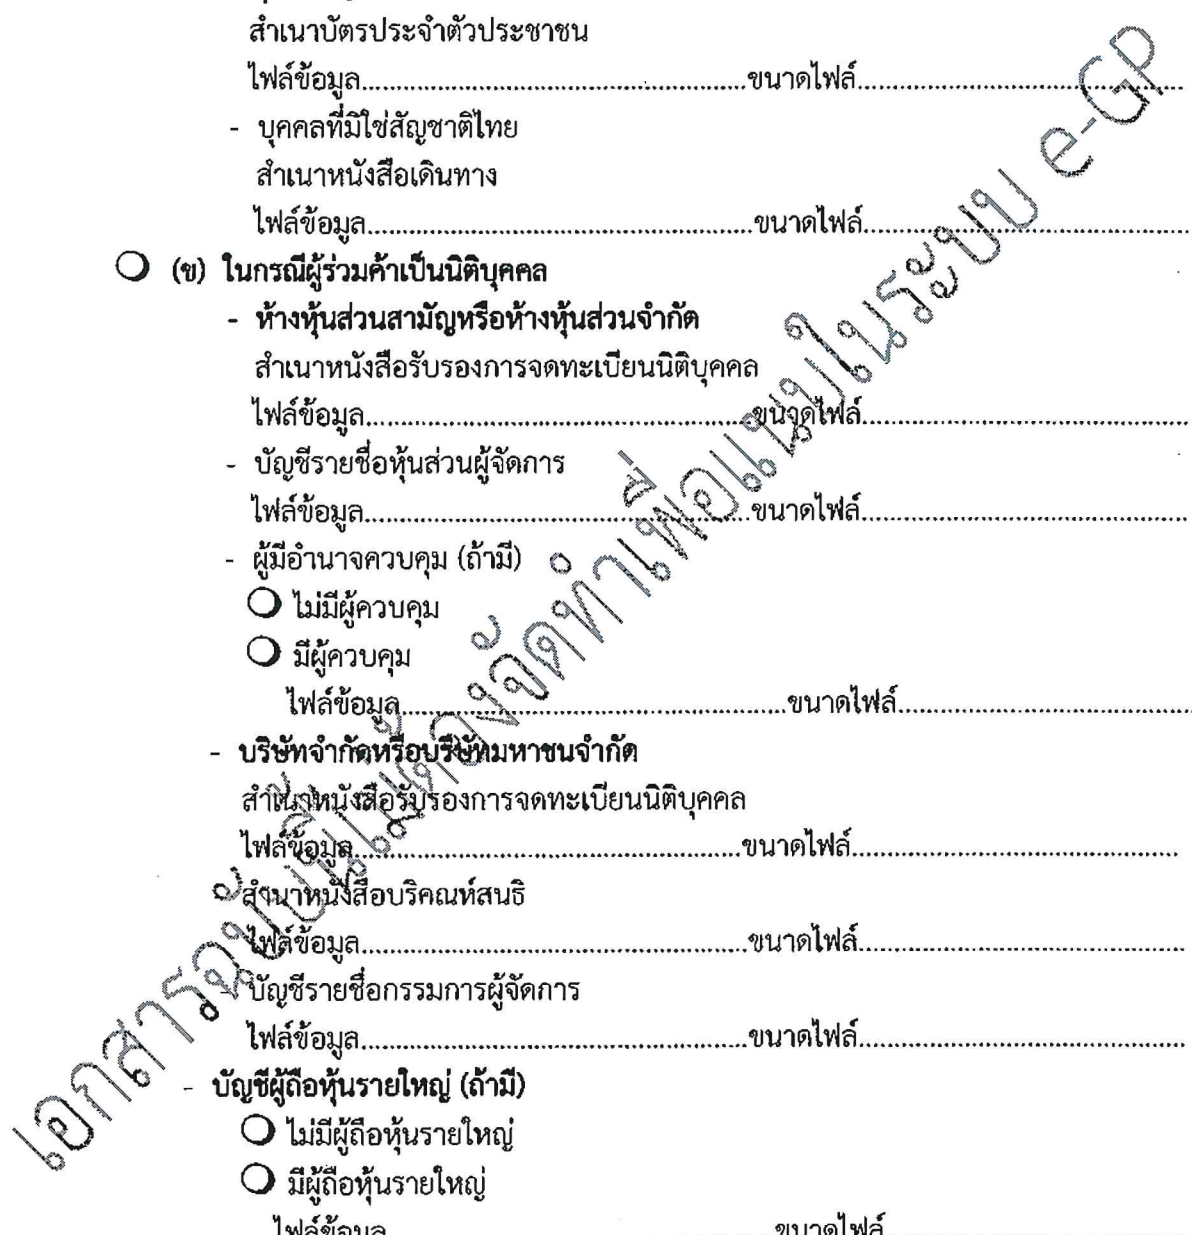 สำเนาบัตรประจำตัวประชาชน
ไฟล์ข้อมูล.......................................................ขนาดไฟล์...............................................
- บุคคลที่มิใช่สัญชาติไทย
สำเนาหนังสือเดินทาง
ไฟล์ข้อมูล.......................................................ขนาดไฟล์...............................................
(ข) ในกรณีผู้ร่วมค้าเป็นนิติบุคคล
- ห้างหุ้นส่วนสามัญหรือห้างหุ้นส่วนจำกัด
สำเนาหนังสือรับรองการจดทะเบียนนิติบุคคล
ไฟล์ข้อมูล.......................................................ขนาดไฟล์...............................................
- บัญชีรายชื่อหุ้นส่วนผู้จัดการ
ไฟล์ข้อมูล.......................................................ขนาดไฟล์...............................................
- ผู้มีอำนาจควบคุม (ถ้ามี)
ไม่มีผู้ควบคุม
มีผู้ควบคุม
ไฟล์ข้อมูล.......................................................ขนาดไฟล์...............................................
- บริษัทจำกัดหรือบริษัทมหาชนจำกัด
สำเนาหนังสือรับรองการจดทะเบียนนิติบุคคล
ไฟล์ข้อมูล.......................................................ขนาดไฟล์...............................................
สำเนาหนังสือบริคณห์สนธิ
ไฟล์ข้อมูล.......................................................ขนาดไฟล์...............................................
- บัญชีรายชื่อกรรมการผู้จัดการ
ไฟล์ข้อมูล.......................................................ขนาดไฟล์...............................................
- บัญชีผู้ถือหุ้นรายใหญ่ (ถ้ามี)
ไม่มีผู้ถือหุ้นรายใหญ่
มีผู้ถือหุ้นรายใหญ่
ไฟล์ข้อมูล.......................................................ขนาดไฟล์...............................................
เอกสารฉบับนี้ไม่ต้องจัดทำเพื่อแนบในระบบ e-GP